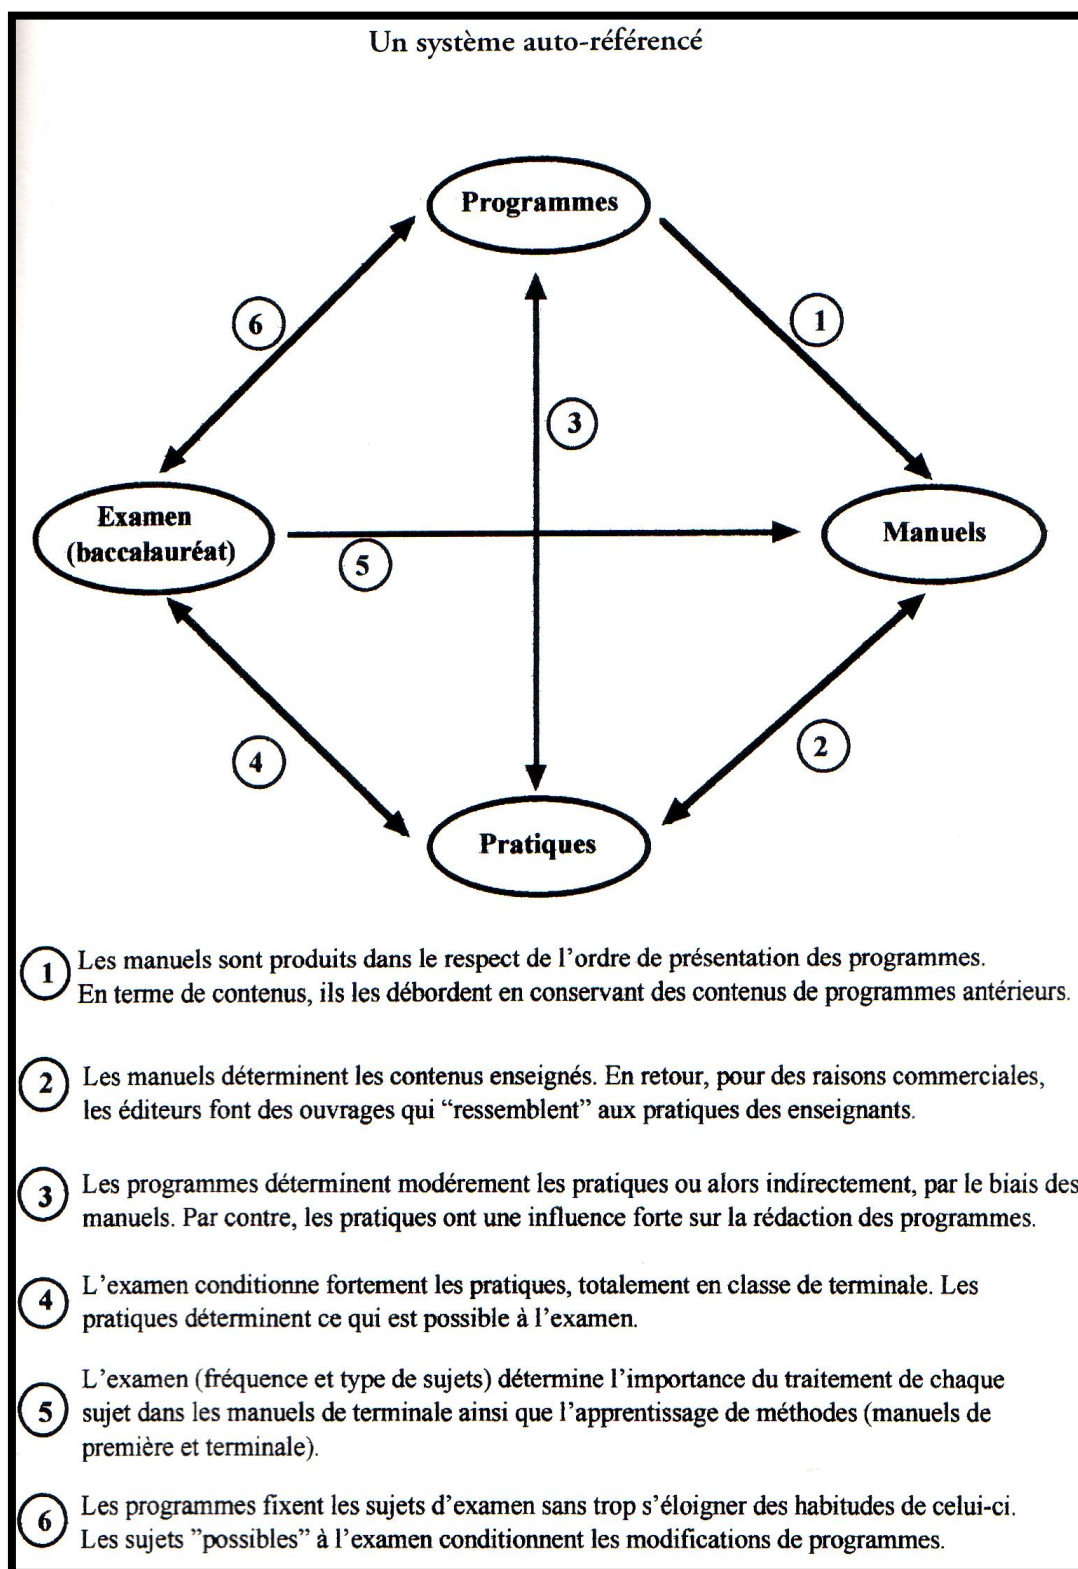 Un système auto-référencé
Programmes
6
1
3
Examen
(baccalauréat)
Manuels
5
4
2
Pratiques
1 Les manuels sont produits dans le respect de l'ordre de présentation des programmes.
En terme de contenus, ils les débordent en conservant des contenus de programmes antérieurs.
2 Les manuels déterminent les contenus enseignés. En retour, pour des raisons commerciales,
les éditeurs font des ouvrages qui “ressemblent” aux pratiques des enseignants.
3 Les programmes déterminent modérement les pratiques ou alors indirectement, par le biais des
manuels. Par contre, les pratiques ont une influence forte sur la rédaction des programmes.
4 L'examen conditionne fortement les pratiques, totalement en classe de terminale. Les
pratiques déterminent ce qui est possible à l'examen.
5 L'examen (fréquence et type de sujets) détermine l'importance du traitement de chaque
sujet dans les manuels de terminale ainsi que l'apprentissage de méthodes (manuels de
première et terminale).
6 Les programmes fixent les sujets d'examen sans trop s'éloigner des habitudes de celui-ci.
Les sujets ”possibles” à l'examen conditionnent les modifications de programmes.